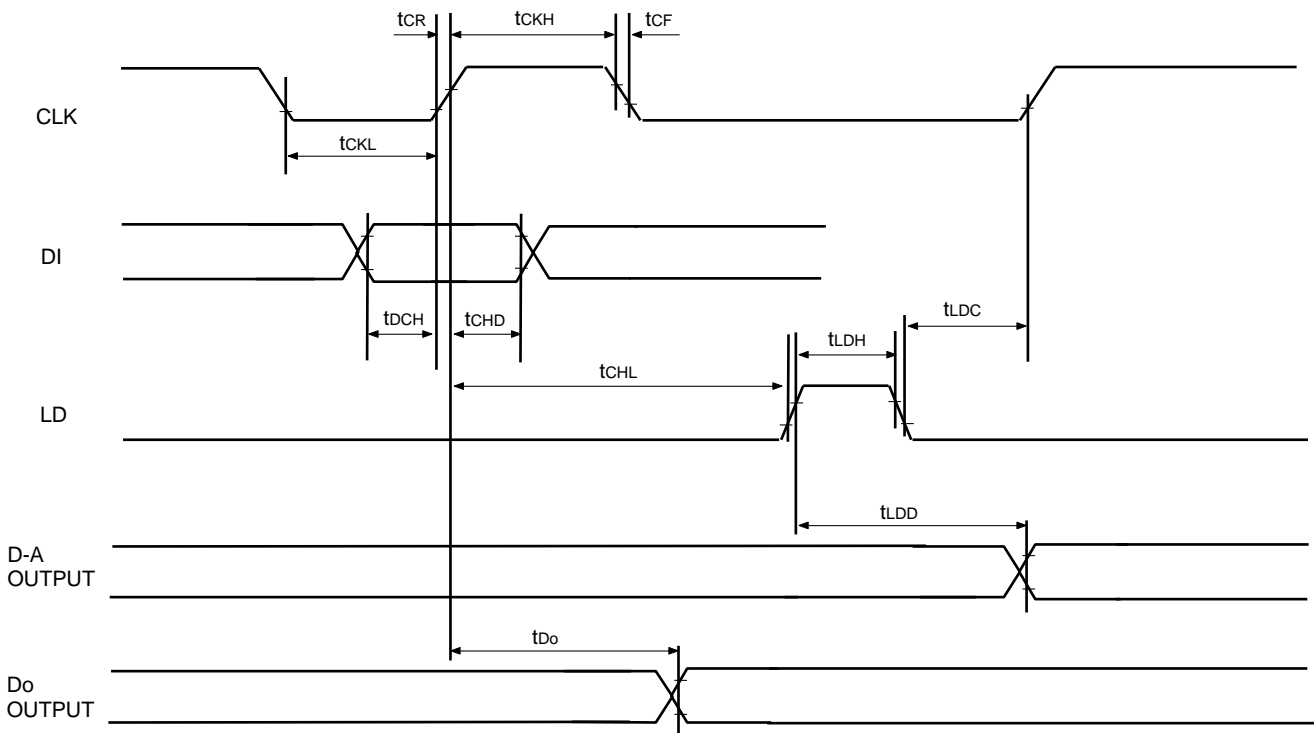 tCR
tCKH
tCF
CLK
tCKL
DI
tDCH
tCHD
tLDC
tLDH
tCHL
LD
tLDD
D-A
OUTPUT
tDo
Do
OUTPUT